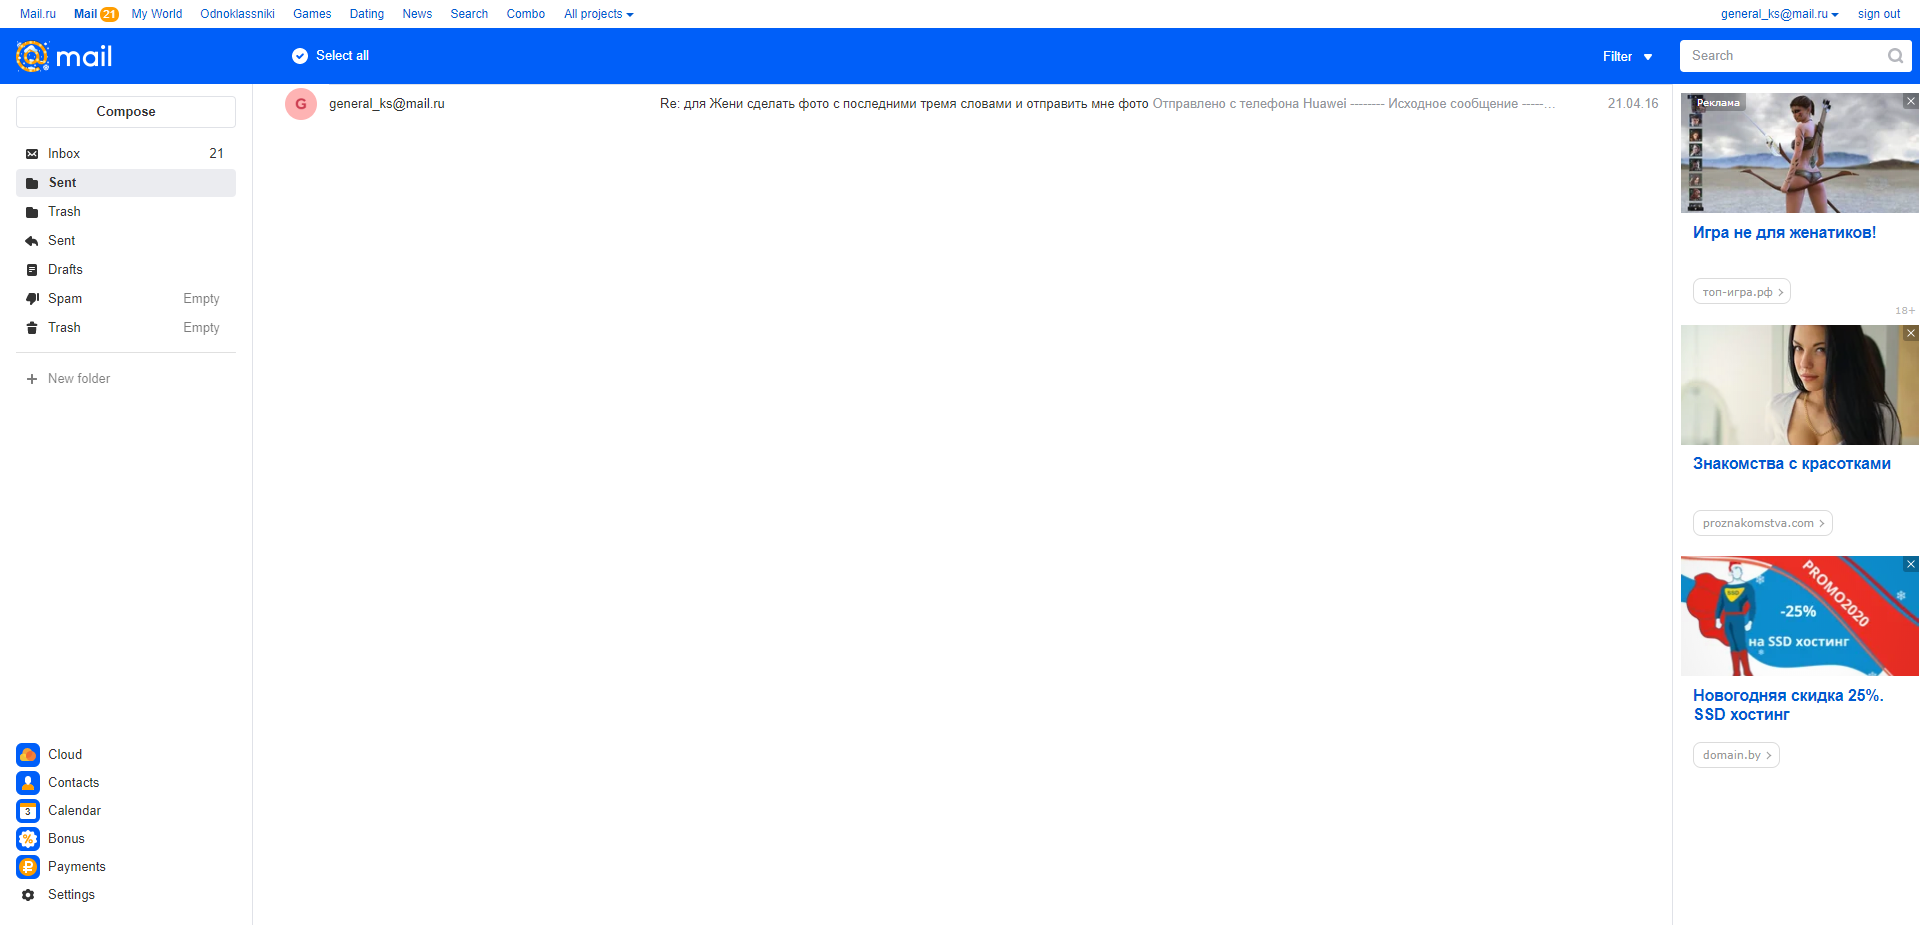 Mail.ru Mail 21 My World Odnoklassniki Games Dating News Search Combo All projects general_ks@mail.ru sign out
mail Select all Filter Search
Compose
Inbox 21
Sent
Trash
Sent
Drafts
Spam Empty
Trash Empty
New folder
Cloud
Contacts
3 Calendar
% Bonus
₽ Payments
Settings
G general_ks@mail.ru Re: для Жени сделать фото с последними тремя словами и отправить мне фото Отправлено с телефона Huawei -------- Исходное сообщение -----... 21.04.16
Реклама
Игра не для женатиков!
топ-игра.рф
18+
Знакомства с красотками
proznakomstva.com
PROMO2020
SSD
-25%
на SSD хостинг
Новогодняя скидка 25%.
SSD хостинг
domain.by